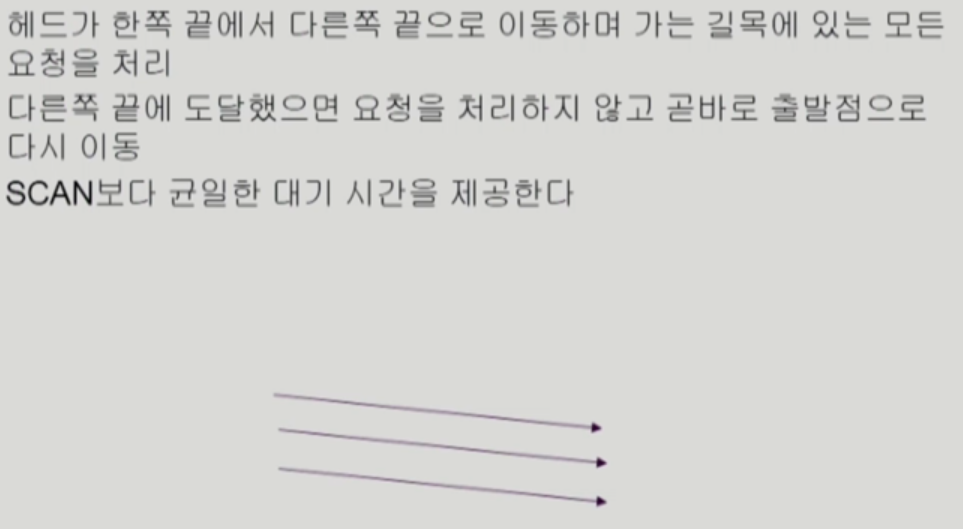 헤드가 한쪽 끝에서 다른쪽 끝으로 이동하며 가는 길목에 있는 모든
요청을 처리
다른쪽 끝에 도달했으면 요청을 처리하지 않고 곧바로 출발점으로
다시 이동
SCAN보다 균일한 대기 시간을 제공한다